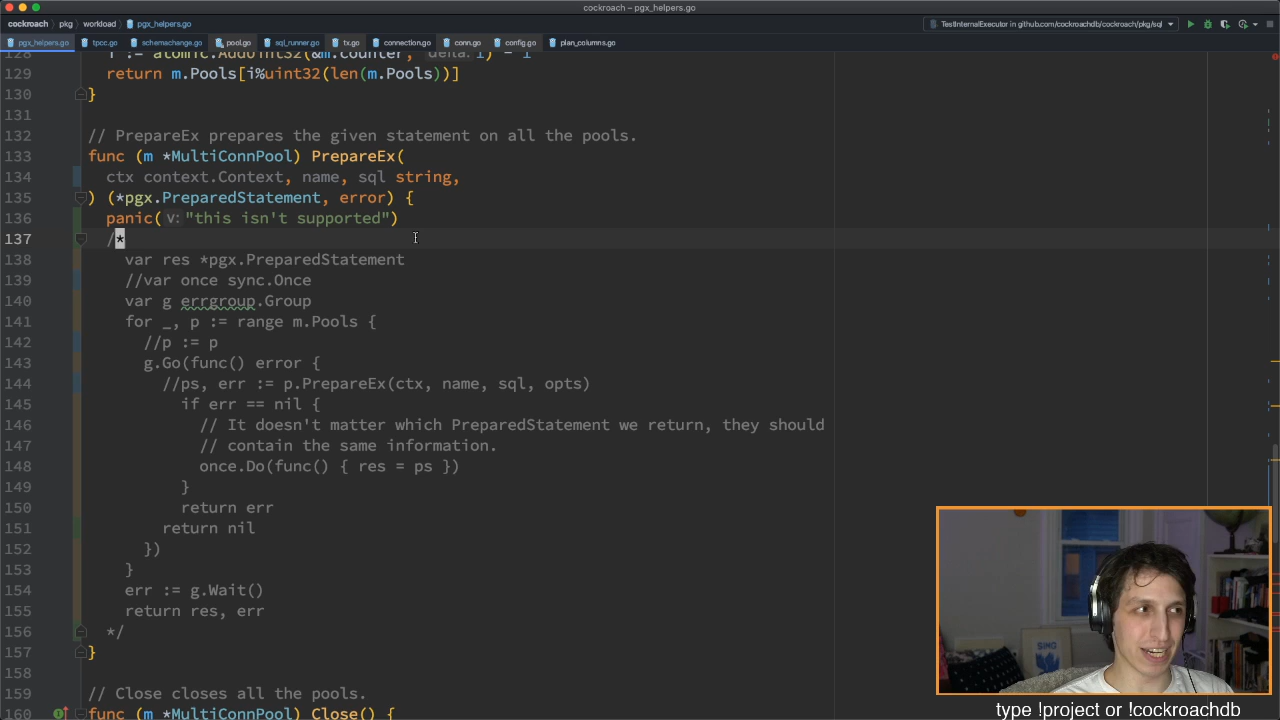 cockroach – pgx_helpers.go
cockroach › pkg › workload › pgx_helpers.go
TestInternalExecutor in github.com/cockroachdb/cockroach/pkg/sql
pgx_helpers.go tpcc.go schemachange.go pool.go sql_runner.go tx.go connection.go conn.go config.go plan_columns.go
128 i := atomic.AddUint32(&m.counter, delta: 1) - 1
129 return m.Pools[i%uint32(len(m.Pools))]
130 }
131
132 // PrepareEx prepares the given statement on all the pools.
133 func (m *MultiConnPool) PrepareEx(
134 ctx context.Context, name, sql string,
135 ) (*pgx.PreparedStatement, error) {
136 panic( v: "this isn't supported")
137 /*
138 var res *pgx.PreparedStatement
139 //var once sync.Once
140 var g errgroup.Group
141 for _, p := range m.Pools {
142 //p := p
143 g.Go(func() error {
144 //ps, err := p.PrepareEx(ctx, name, sql, opts)
145 if err == nil {
146 // It doesn't matter which PreparedStatement we return, they should
147 // contain the same information.
148 once.Do(func() { res = ps })
149 }
150 return err
151 return nil
152 })
153 }
154 err := g.Wait()
155 return res, err
156 */
157 }
158
159 // Close closes all the pools.
160 func (m *MultiConnPool) Close() {
SING
type !project or !cockroachdb